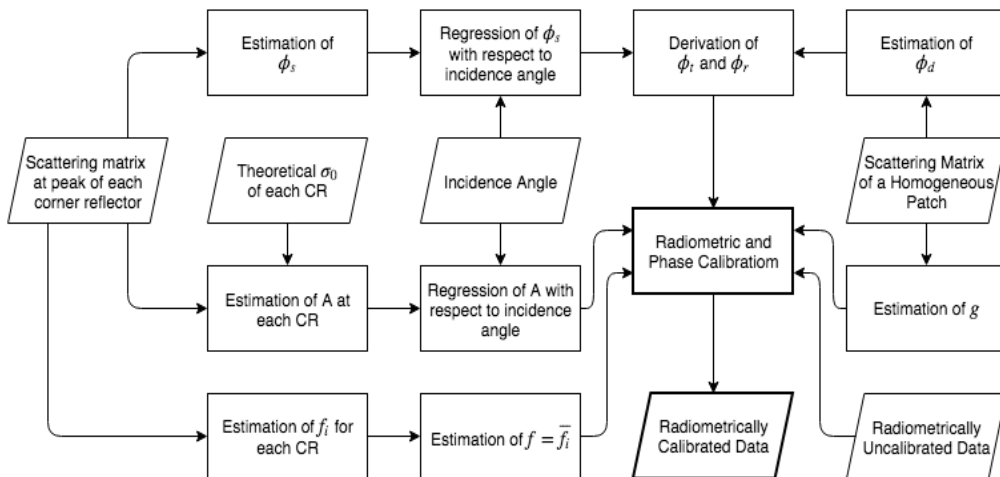 Estimation of
ϕₛ
Regression of ϕₛ
with respect to
incidence angle
Derivation of
ϕₜ and ϕᵣ
Estimation of
ϕ_d
Scattering matrix
at peak of each
corner reflector
Theoretical σ₀
of each CR
Incidence Angle
Scattering Matrix
of a Homogeneous
Patch
Radiometric and
Phase Calibratiom
Estimation of A at
each CR
Regression of A with
respect to incidence
angle
Estimation of g
Estimation of fᵢ for
each CR
Estimation of f = f̅ᵢ
Radiometrically
Calibrated Data
Radiometrically
Uncalibrated Data